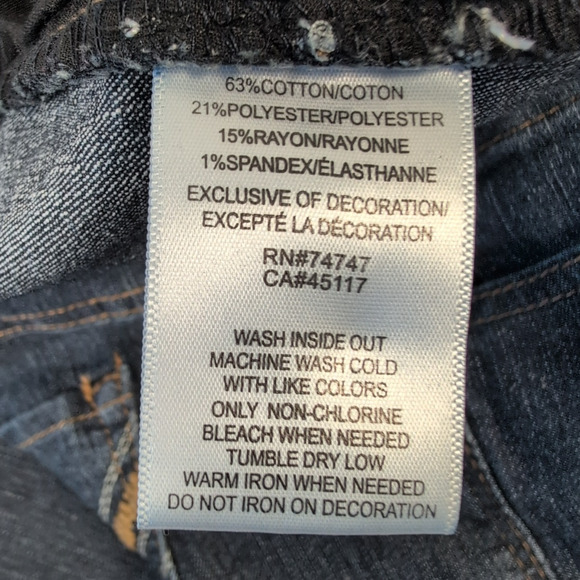 63%COTTON/COTON
21%POLYESTER/POLYESTER
15%RAYON/RAYONNE
1%SPANDEX/ÉLASTHANNE
EXCLUSIVE OF DECORATION/
EXCEPTÉ LA DÉCORATION
RN#74747
CA#45117
WASH INSIDE OUT
MACHINE WASH COLD
WITH LIKE COLORS
ONLY NON-CHLORINE
BLEACH WHEN NEEDED
TUMBLE DRY LOW
WARM IRON WHEN NEEDED
DO NOT IRON ON DECORATION